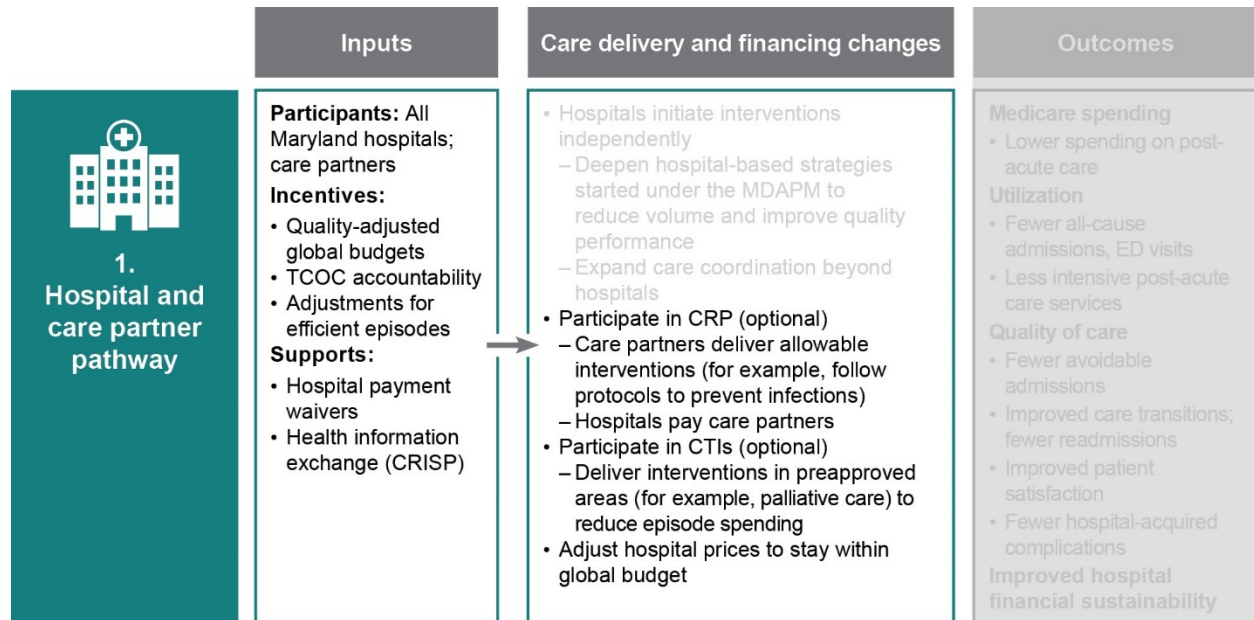 Inputs
Care delivery and financing changes
Outcomes
1.
Hospital and
care partner
pathway
Participants: All
Maryland hospitals;
care partners
Incentives:
• Quality-adjusted
global budgets
• TCOC accountability
• Adjustments for
efficient episodes
Supports:
• Hospital payment
waivers
• Health information
exchange (CRISP)
• Hospitals initiate interventions
independently
– Deepen hospital-based strategies
started under the MDAPM to
reduce volume and improve quality
performance
– Expand care coordination beyond
hospitals
• Participate in CRP (optional)
– Care partners deliver allowable
interventions (for example, follow
protocols to prevent infections)
– Hospitals pay care partners
• Participate in CTIs (optional)
– Deliver interventions in preapproved
areas (for example, palliative care) to
reduce episode spending
• Adjust hospital prices to stay within
global budget
Medicare spending
• Lower spending on post-
acute care
Utilization
• Fewer all-cause
admissions, ED visits
• Less intensive post-acute
care services
Quality of care
• Fewer avoidable
admissions
• Improved care transitions;
fewer readmissions
• Improved patient
satisfaction
• Fewer hospital-acquired
complications
Improved hospital
financial sustainability